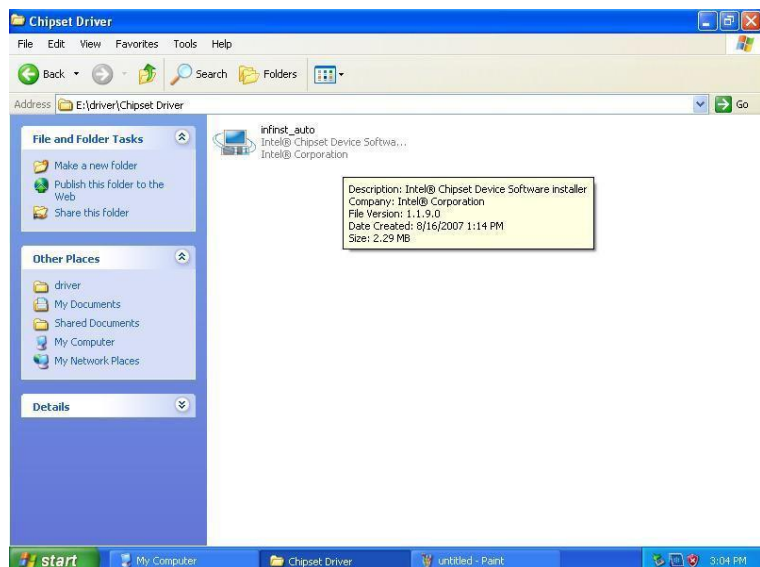 Chipset Driver
File Edit View Favorites Tools Help
Back Search Folders
Address E:\driver\Chipset Driver Go
File and Folder Tasks
Make a new folder
Publish this folder to the
Web
Share this folder
Other Places
driver
My Documents
Shared Documents
My Computer
My Network Places
Details
infinst_auto
Intel® Chipset Device Softwa...
Intel® Corporation
Description: Intel® Chipset Device Software installer
Company: Intel® Corporation
File Version: 1.1.9.0
Date Created: 8/16/2007 1:14 PM
Size: 2.29 MB
start My Computer Chipset Driver untitled - Paint 3:04 PM